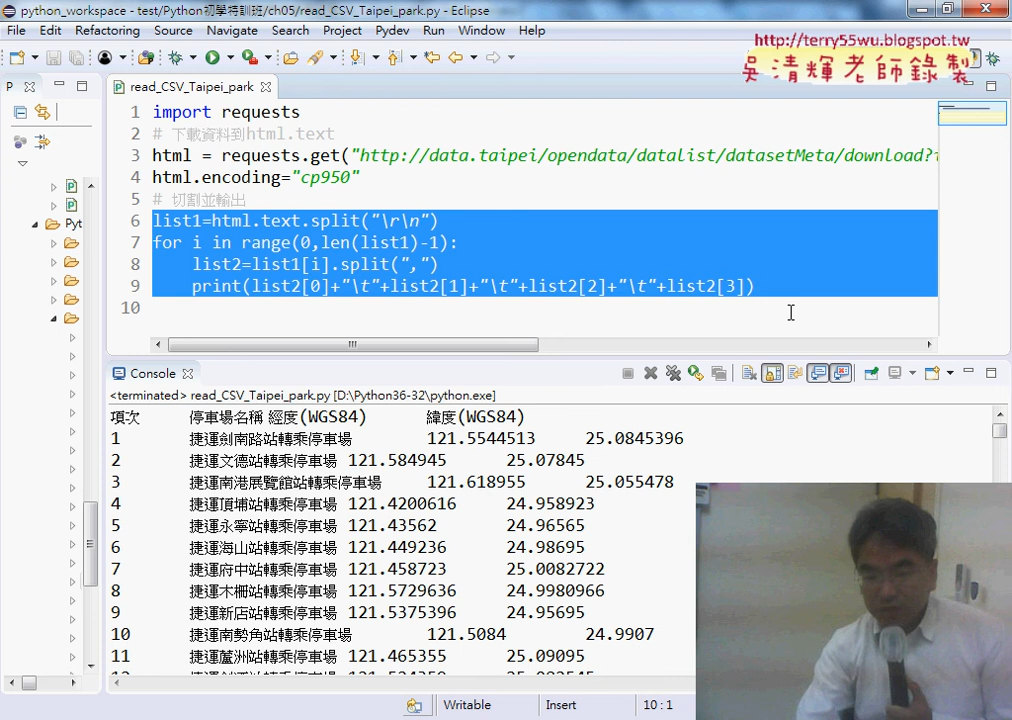 python_workspace - test/Python初學特訓班/ch05/read_CSV_Taipei_park.py - Eclipse
File Edit Refactoring Source Navigate Search Project Pydev Run Window Help
http://terry55wu.blogspot.tw
吳清輝老師錄製
P
read_CSV_Taipei_park
1 import requests
2 # 下載資料到html.text
3 html = requests.get("http://data.taipei/opendata/datalist/datasetMeta/download?
4 html.encoding="cp950"
5 # 切割並輸出
6 list1=html.text.split("\r\n")
7 for i in range(0,len(list1)-1):
8 list2=list1[i].split(",")
9 print(list2[0]+"\t"+list2[1]+"\t"+list2[2]+"\t"+list2[3])
10
Pyt
Console
<terminated> read_CSV_Taipei_park.py [D:\Python36-32\python.exe]
項次 停車場名稱 經度(WGS84) 緯度(WGS84)
1 捷運劍南路站轉乘停車場 121.5544513 25.0845396
2 捷運文德站轉乘停車場 121.584945 25.07845
3 捷運南港展覽館站轉乘停車場 121.618955 25.055478
4 捷運頂埔站轉乘停車場 121.4200616 24.958923
5 捷運永寧站轉乘停車場 121.43562 24.96565
6 捷運海山站轉乘停車場 121.449236 24.98695
7 捷運府中站轉乘停車場 121.458723 25.0082722
8 捷運木柵站轉乘停車場 121.5729636 24.9980966
9 捷運新店站轉乘停車場 121.5375396 24.95695
10 捷運南勢角站轉乘停車場 121.5084 24.9907
11 捷運蘆洲站轉乘停車場 121.465355 25.09095
Writable Insert 10:1